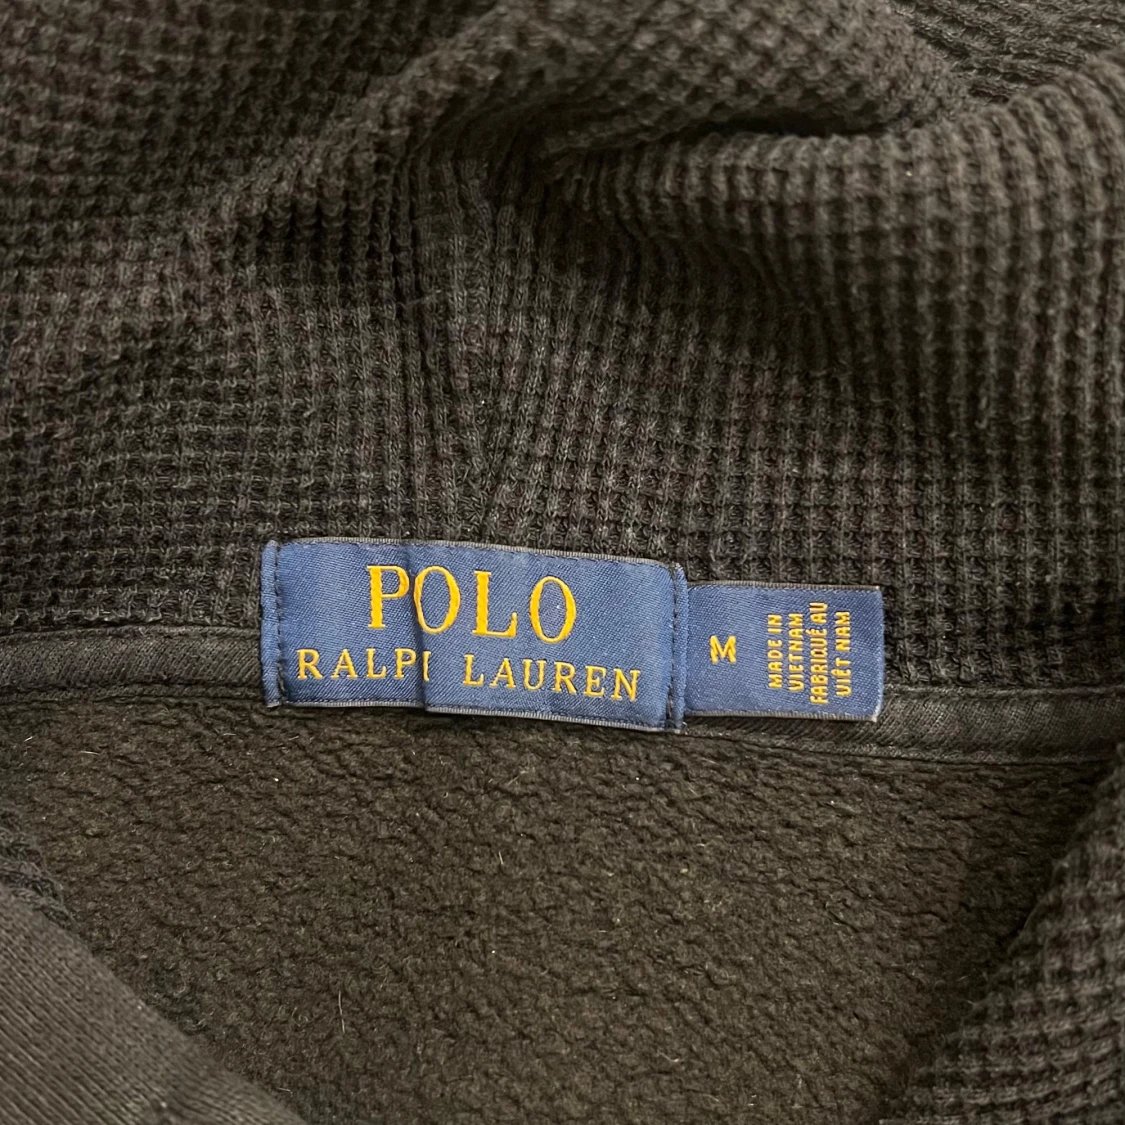 POLO
RALPH LAUREN
M
MADE IN
VIETNAM
FABRIQUÉ AU
VIÊT NAM